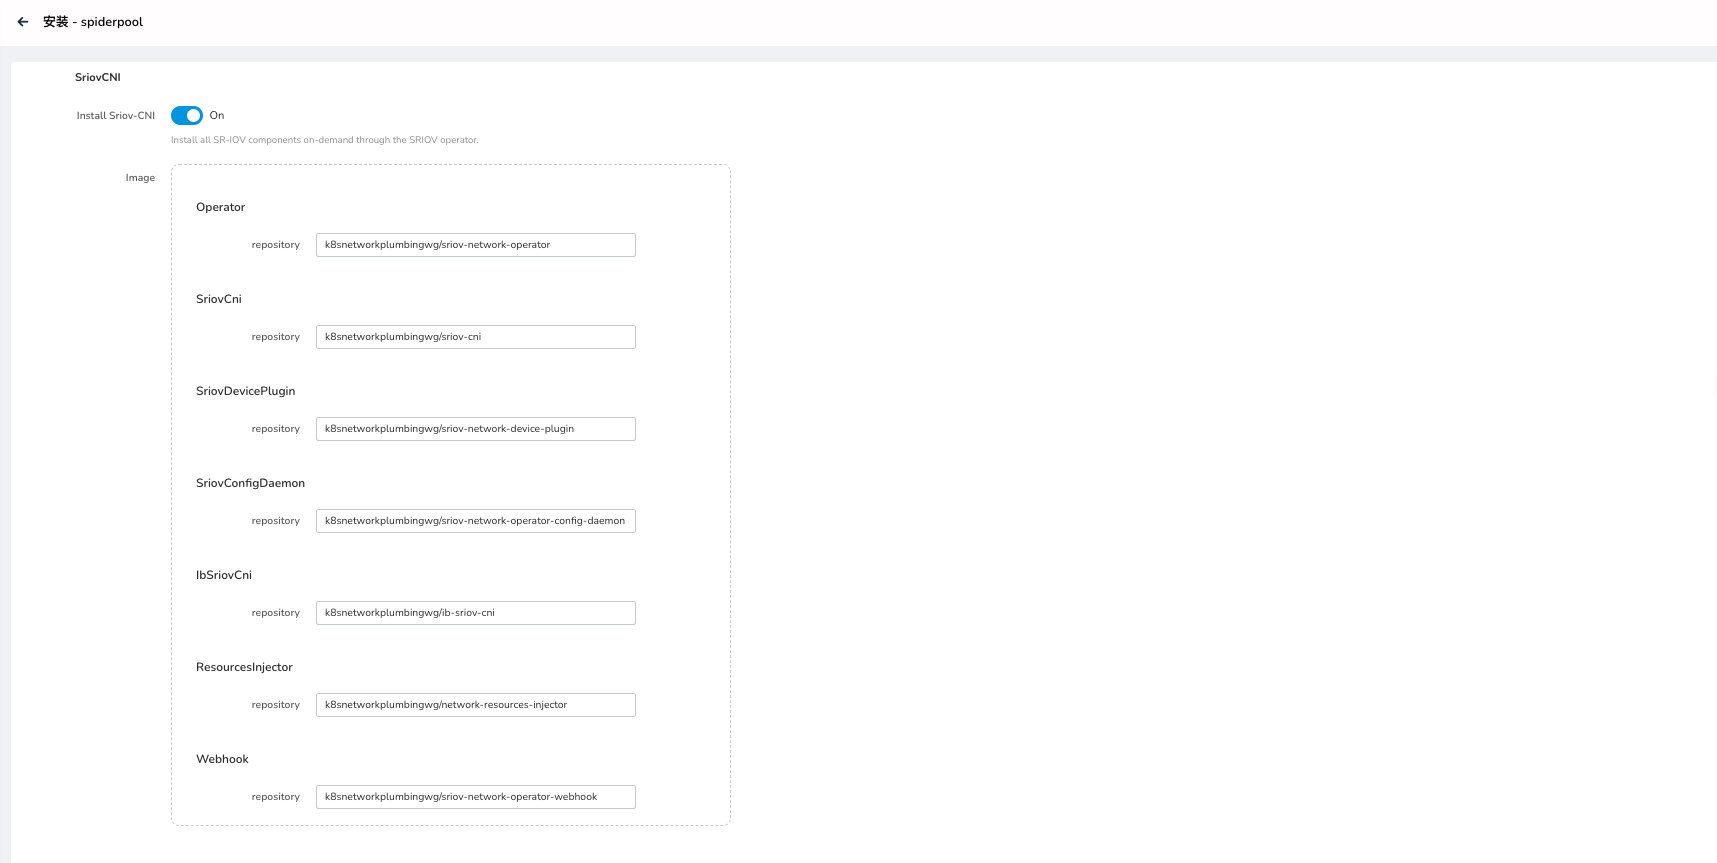 安装 - spiderpool
SriovCNI
Install Sriov-CNI On
Install all SR-IOV components on-demand through the SRIOV operator.
Image
Operator
repository k8snetworkplumbingwg/sriov-network-operator
SriovCni
repository k8snetworkplumbingwg/sriov-cni
SriovDevicePlugin
repository k8snetworkplumbingwg/sriov-network-device-plugin
SriovConfigDaemon
repository k8snetworkplumbingwg/sriov-network-operator-config-daemon
IbSriovCni
repository k8snetworkplumbingwg/ib-sriov-cni
ResourcesInjector
repository k8snetworkplumbingwg/network-resources-injector
Webhook
repository k8snetworkplumbingwg/sriov-network-operator-webhook